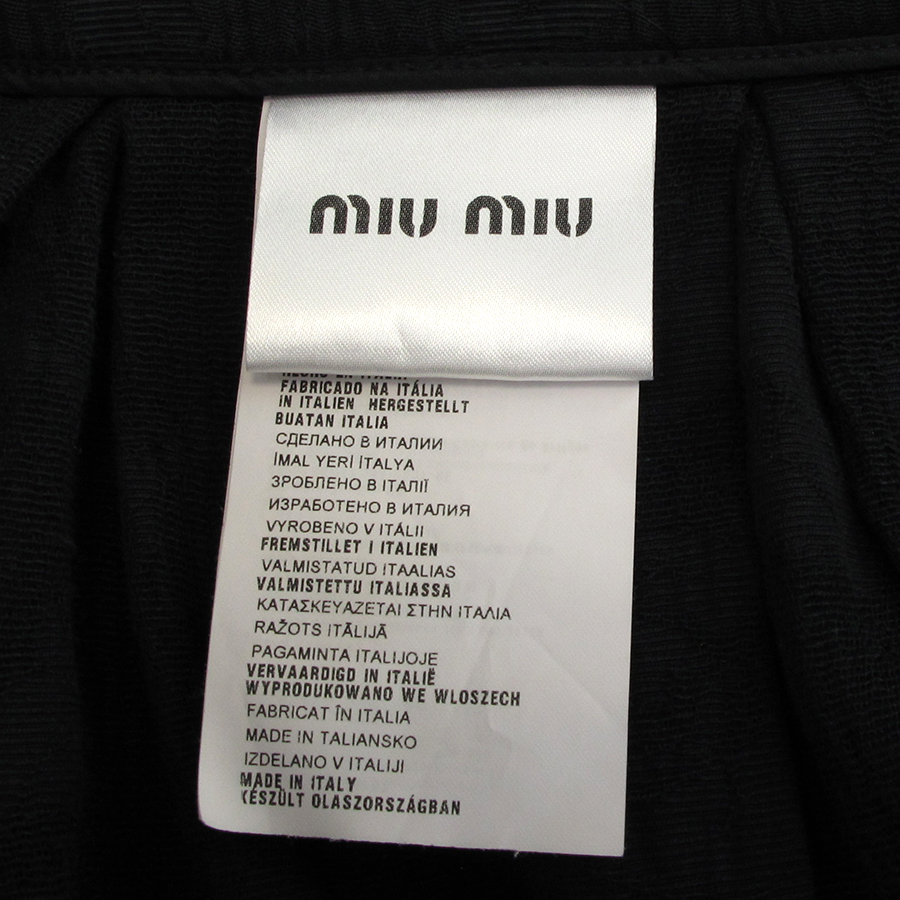 miu miu
FABRICADO NA ITÁLIA
IN ITALIEN HERGESTELLT
BUATAN ITALIA
СДЕЛАНО В ИТАЛИИ
İMAL YERİ İTALYA
ЗРОБЛЕНО В ІТАЛІЇ
ИЗРАБОТЕНО В ИТАЛИЯ
VYROBENO V ITÁLII
FREMSTILLET I ITALIEN
VALMISTATUD ITAALIAS
VALMISTETTU ITALIASSA
ΚΑΤΑΣΚΕΥΑΖΕΤΑΙ ΣΤΗΝ ΙΤΑΛΙΑ
RAŽOTS ITĀLIJĀ
PAGAMINTA ITALIJOJE
VERVAARDIGD IN ITALIË
WYPRODUKOWANO WE WLOSZECH
FABRICAT ÎN ITALIA
MADE IN TALIANSKO
IZDELANO V ITALIJI
MADE IN ITALY
KÉSZÜLT OLASZORSZÁGBAN